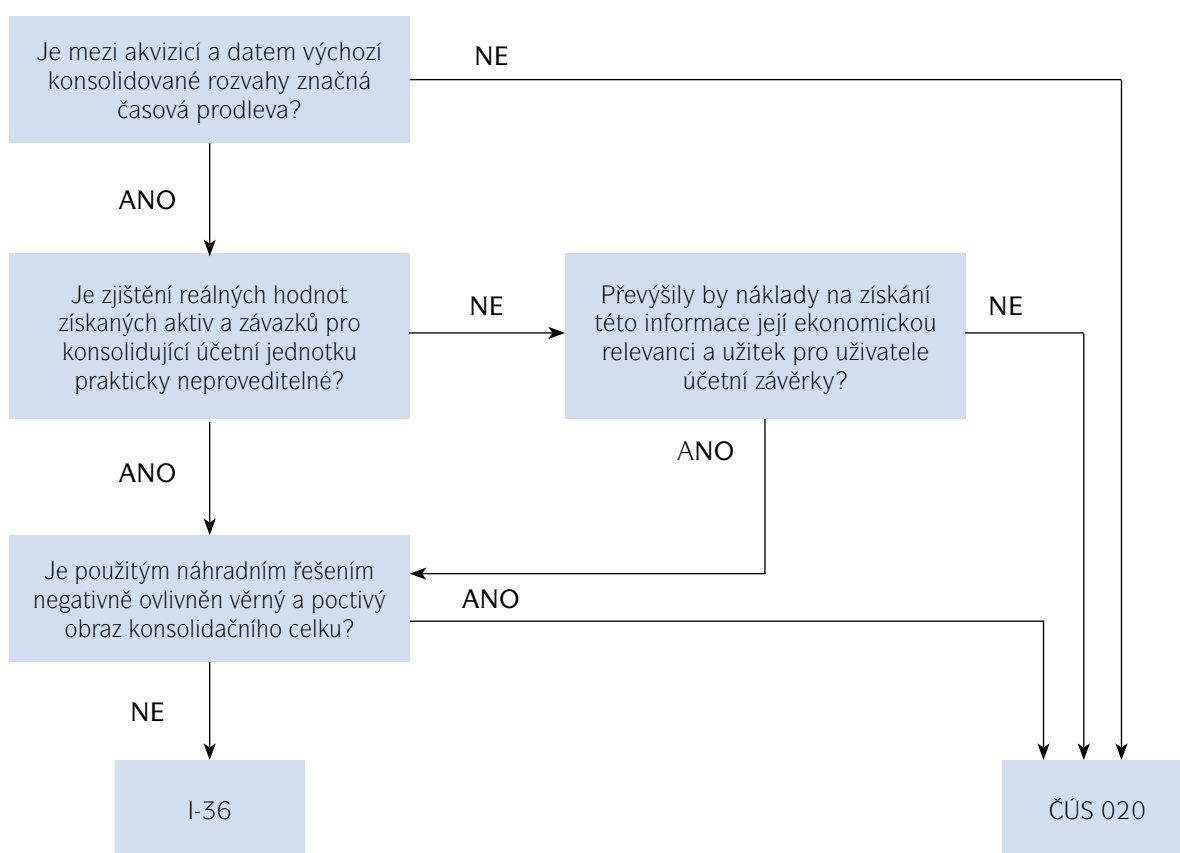 Je mezi akvizicí a datem výchozí
konsolidované rozvahy značná
časová prodleva?
NE
ANO
Je zjištění reálných hodnot
získaných aktiv a závazků pro
konsolidující účetní jednotku
prakticky neproveditelné?
NE
Převýšily by náklady na získání
této informace její ekonomickou
relevanci a užitek pro uživatele
účetní závěrky?
NE
ANO
ANO
Je použitým náhradním řešením
negativně ovlivněn věrný a poctivý
obraz konsolidačního celku?
ANO
NE
I-36
ČÚS 020